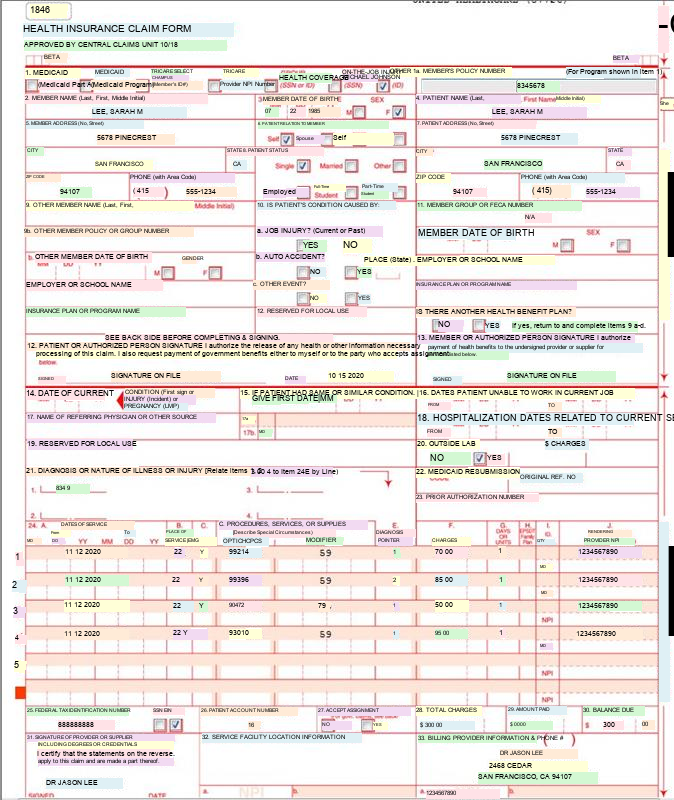 1846
HEALTH INSURANCE CLAIM FORM
APPROVED BY CENTRAL CLAIMS UNIT 10/18
BETA BETA
1. MEDICAID MEDICAID TRICARE SELECT CHAMPUS TRICARE HEALTH COVERAGE ON-THE-JOB INJURY OTHER 1a. MEMBER'S POLICY NUMBER (For Program shown in Item 1)
MICHAEL JOHNSON
(Medicaid Part A (Medicaid Program) (Member's ID#) Provider NPI Number (SSN or ID) (SSN) (ID) 8345678
2. MEMBER NAME (Last, First, Middle Initial) 3 MEMBER DATE OF BIRTH SEX 4. PATIENT NAME (Last, First Name Middle Initial)
LEE, SARAH M 07 22 1985 M F LEE, SARAH M
5. MEMBER ADDRESS (No, Street) 6. PATIENT RELATION TO MEMBER 7. PATIENT ADDRESS (No, Street)
5678 PINECREST Self Spouse Self 5678 PINECREST
CITY STATE 8. PATIENT STATUS CITY STATE
SAN FRANCISCO CA Single Married Other SAN FRANCISCO CA
ZIP CODE PHONE (with Area Code) ZIP CODE PHONE (with Area Code)
94107 (415) 555-1234 Employed Full-Time Student Part-Time Student 94107 (415) 555-1234
9. OTHER MEMBER NAME (Last, First, Middle Initial) 10. IS PATIENT'S CONDITION CAUSED BY: 11. MEMBER GROUP or FECA NUMBER
N/A
9b. OTHER MEMBER POLICY OR GROUP NUMBER a. JOB INJURY? (Current or Past) MEMBER DATE OF BIRTH SEX
YES NO M F
b. OTHER MEMBER DATE OF BIRTH GENDER b. AUTO ACCIDENT? PLACE (State) . EMPLOYER OR SCHOOL NAME
MM DD YY M F NO YES
EMPLOYER OR SCHOOL NAME c. OTHER EVENT? INSURANCE PLAN OR PROGRAM NAME
NO YES
INSURANCE PLAN OR PROGRAM NAME 12. RESERVED FOR LOCAL USE IS THERE ANOTHER HEALTH BENEFIT PLAN?
NO YES If yes, return to and complete Items 9 a-d.
SEE BACK SIDE BEFORE COMPLETING & SIGNING.
12. PATIENT OR AUTHORIZED PERSON SIGNATURE I authorize the release of any health or other information necessary
processing of this claim. I also request payment of government benefits either to myself or to the party who accepts assignment
below.
13. MEMBER OR AUTHORIZED PERSON SIGNATURE I authorize
payment of health benefits to the undersigned provider or supplier for
SIGNED SIGNATURE ON FILE DATE 10 15 2020 SIGNED SIGNATURE ON FILE
14. DATE OF CURRENT CONDITION (First sign or INJURY (Incident) or PREGNANCY (LMP) 15. IF PATIENT HAD SAME OR SIMILAR CONDITION. 16. DATES PATIENT UNABLE TO WORK IN CURRENT JOB
GIVE FIRST DATE MM FROM TO
17. NAME OF REFERRING PHYSICIAN OR OTHER SOURCE 17b. 18. HOSPITALIZATION DATES RELATED TO CURRENT SE
FROM TO
19. RESERVED FOR LOCAL USE 20. OUTSIDE LAB $ CHARGES
NO YES
21. DIAGNOSIS OR NATURE OF ILLNESS OR INJURY [Relate Items 1, 2, 3 or 4 to Item 24E by Line) 22. MEDICAID RESUBMISSION
CODE ORIGINAL REF. NO
1. 834 9 3.
23. PRIOR AUTHORIZATION NUMBER
2. 4.
24. A. DATES OF SERVICE B. C. C. PROCEDURES, SERVICES, OR SUPPLIES E. F. G. H. I. J.
From To PLACE OF SERVICE EMG (Describe Special Circumstances) DIAGNOSIS POINTER DAYS OR UNITS EPSDT Family Plan ID. RENDERING
MM DD YY OPT/HCPCS MODIFIER CHARGES PROVIDER NPI
1 11 12 2020 22 Y 99214 59 1 70 00 1 1234567890
2 11 12 2020 22 Y 99396 59 2 85 00 1 1234567890
3 11 12 2020 22 Y 90472 79 , 50 00 1 1234567890
NPI
4 11 12 2020 22 Y 93010 59 1 95 00 1 1234567890
5
NPI
NPI
25. FEDERAL TAX IDENTIFICATION NUMBER SSN EIN 26. PATIENT ACCOUNT NUMBER 27. ACCEPT ASSIGNMENT 28. TOTAL CHARGES 29. AMOUNT PAID 30. BALANCE DUE
888888888 16 NO YES $ 300 00 $ 0000 $ 300 00
31. SIGNATURE OF PROVIDER OR SUPPLIER 32. SERVICE FACILITY LOCATION INFORMATION 33. BILLING PROVIDER INFORMATION & PHONE # ( )
INCLUDING DEGREES OR CREDENTIALS
I certify that the statements on the reverse.
apply to this claim and are made a part thereof.
DR JASON LEE
2468 CEDAR
SAN FRANCISCO, CA 94107
DR JASON LEE
SIGNED DATE a. NPI b. a. 1234567890 b.